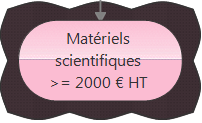 Matériels
scientifiques
>= 2000 € HT